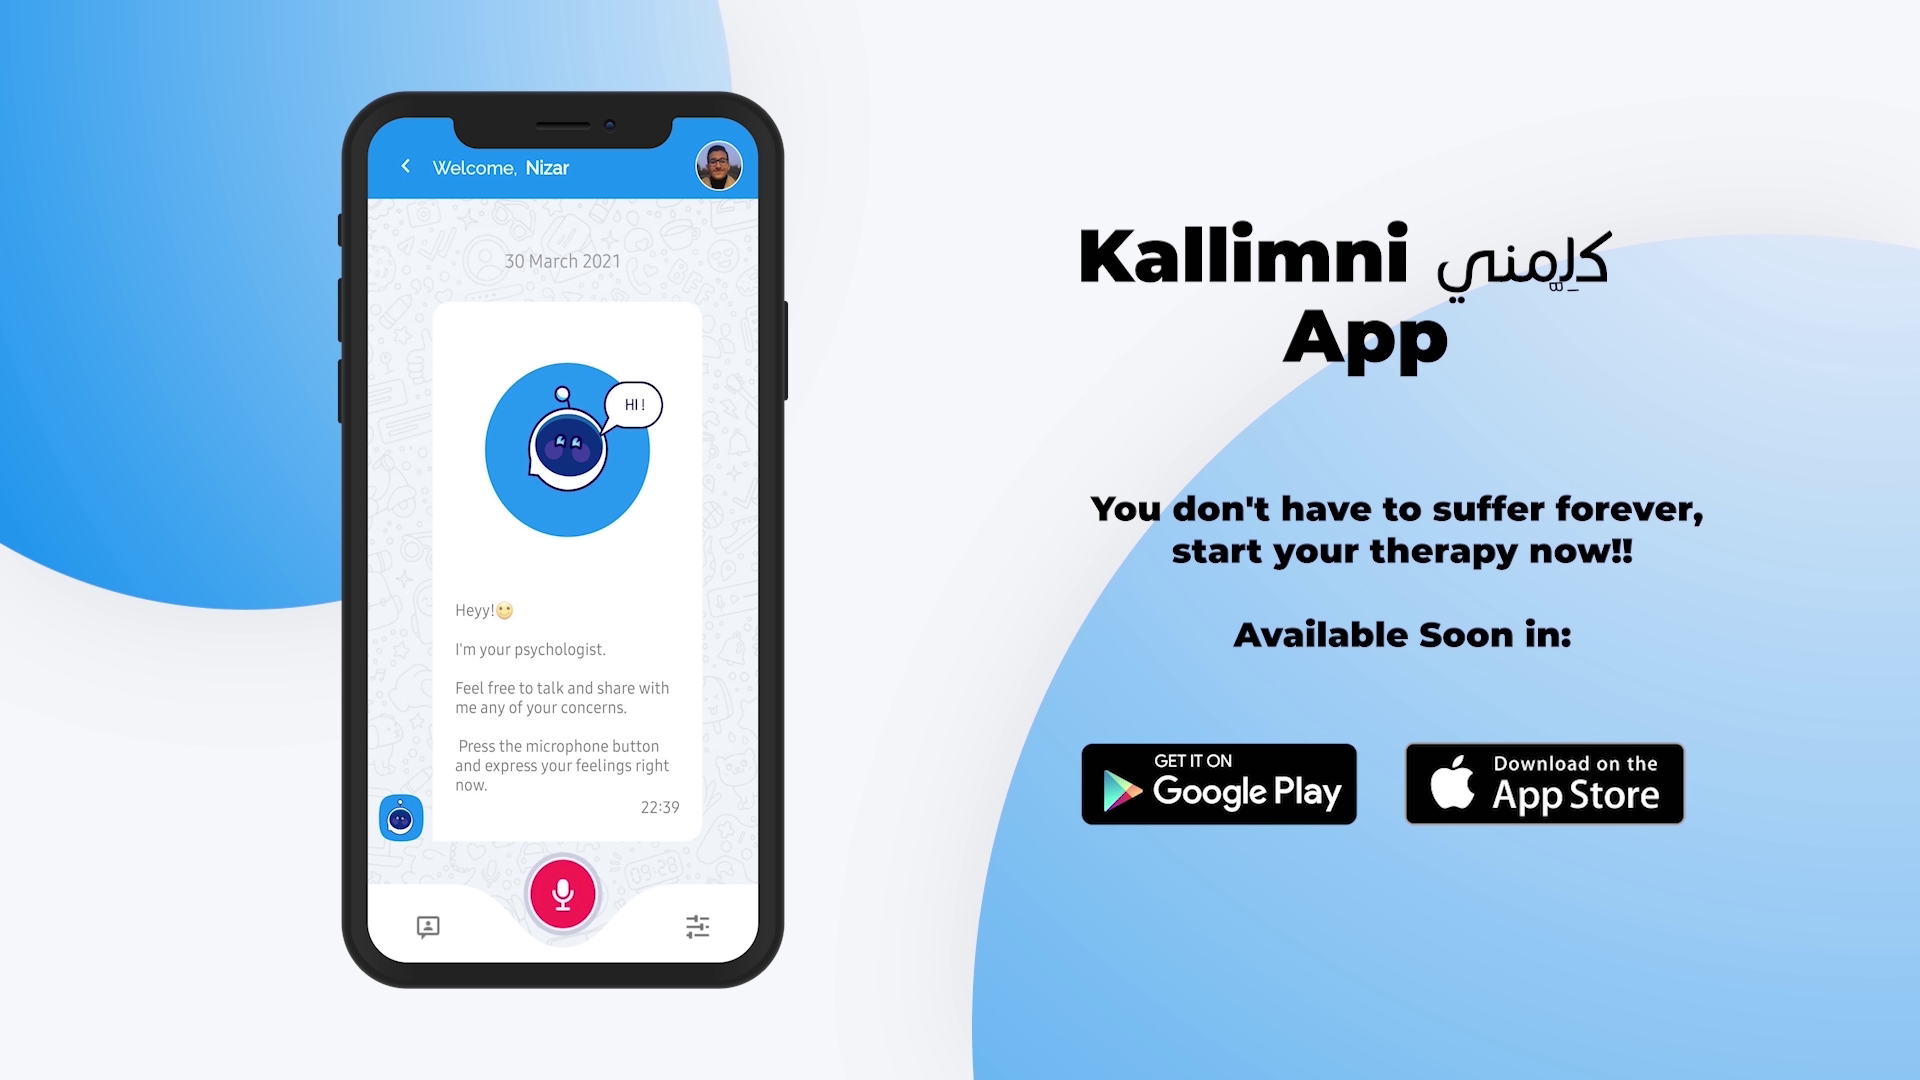 Welcome, Nizar
30 March 2021
HI !
Heyy!🙂
I'm your psychologist.
Feel free to talk and share with
me any of your concerns.
Press the microphone button
and express your feelings right
now.
22:39
Kallimni كلِمٍني
App
You don't have to suffer forever,
start your therapy now!!
Available Soon in:
GET IT ON
Google Play
Download on the
App Store